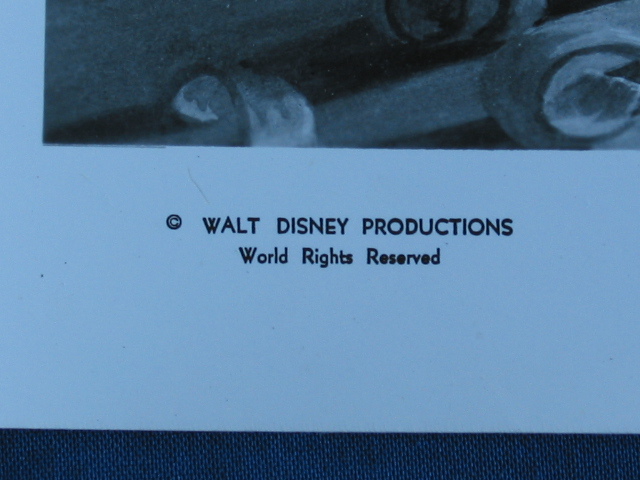 © WALT DISNEY PRODUCTIONS
World Rights Reserved